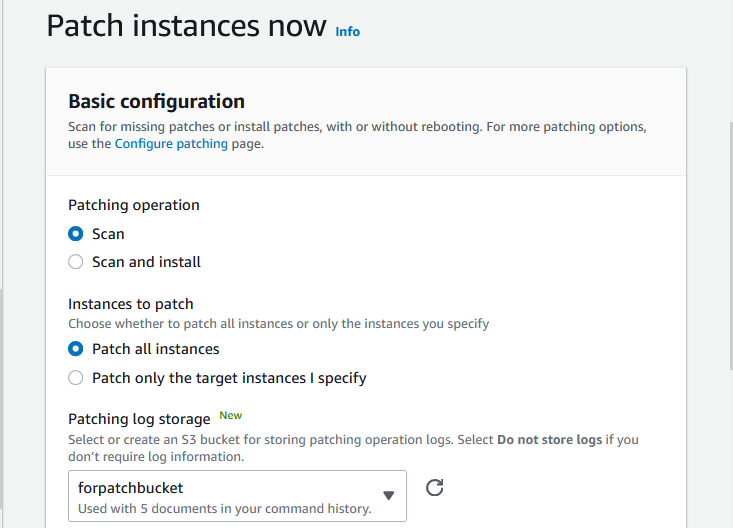 Patch instances now Info
Basic configuration
Scan for missing patches or install patches, with or without rebooting. For more patching options,
use the Configure patching page.
Patching operation
Scan
Scan and install
Instances to patch
Choose whether to patch all instances or only the instances you specify
Patch all instances
Patch only the target instances I specify
Patching log storage New
Select or create an S3 bucket for storing patching operation logs. Select Do not store logs if you
don't require log information.
forpatchbucket
Used with 5 documents in your command history.